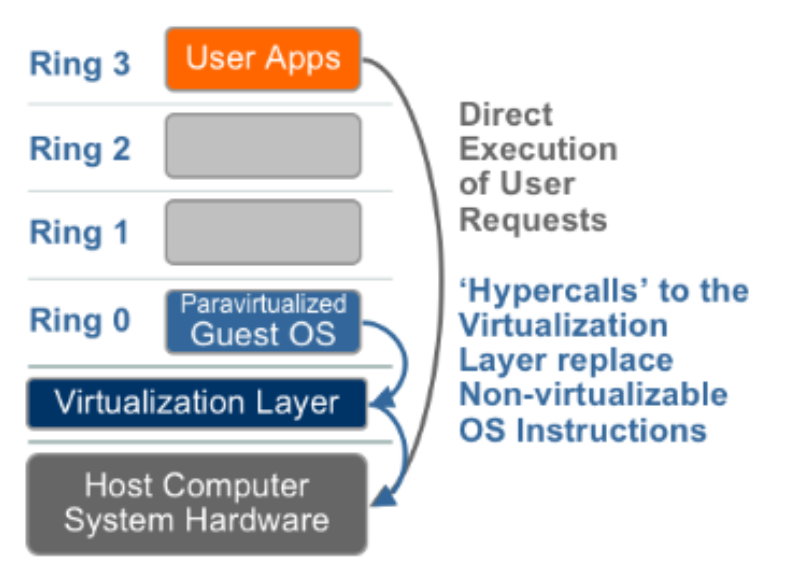 Ring 3
User Apps
Ring 2
Ring 1
Ring 0
Paravirtualized
Guest OS
Virtualization Layer
Host Computer
System Hardware
Direct
Execution
of User
Requests
‘Hypercalls’ to the
Virtualization
Layer replace
Non-virtualizable
OS Instructions